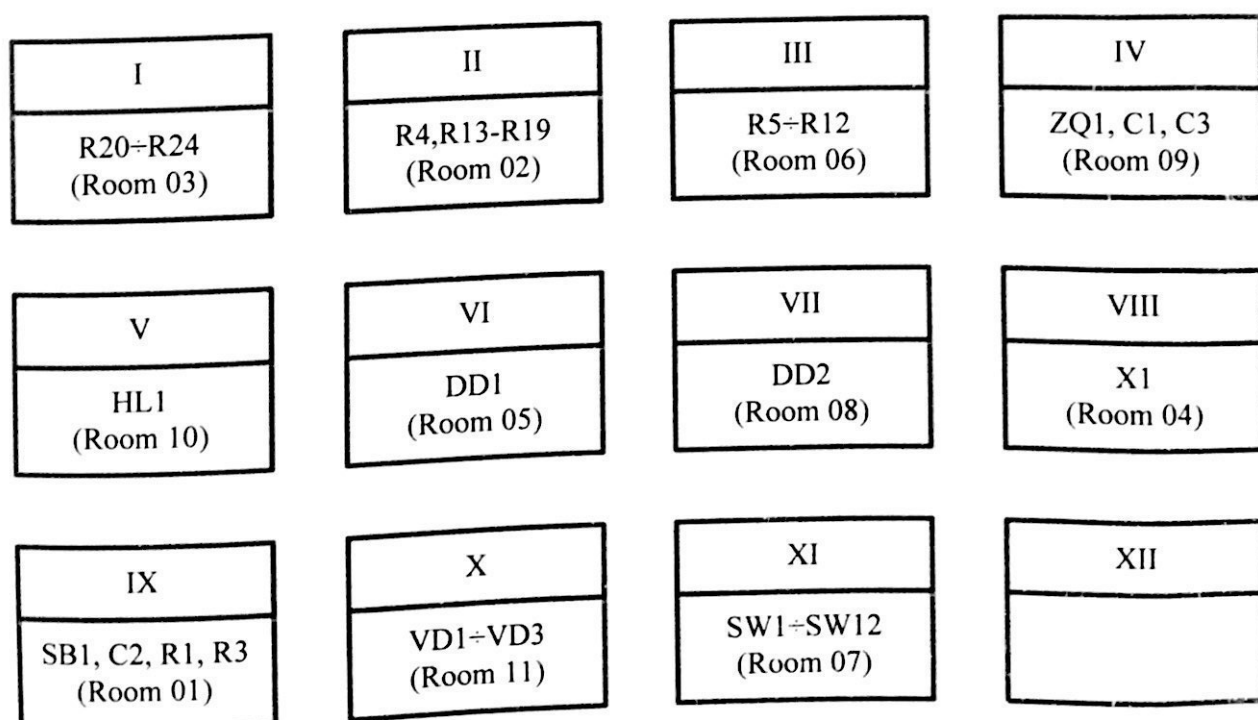 I
R20÷R24
(Room 03)
II
R4,R13-R19
(Room 02)
III
R5÷R12
(Room 06)
IV
ZQ1, C1, C3
(Room 09)
V
HL1
(Room 10)
VI
DD1
(Room 05)
VII
DD2
(Room 08)
VIII
X1
(Room 04)
IX
SB1, C2, R1, R3
(Room 01)
X
VD1÷VD3
(Room 11)
XI
SW1÷SW12
(Room 07)
XII